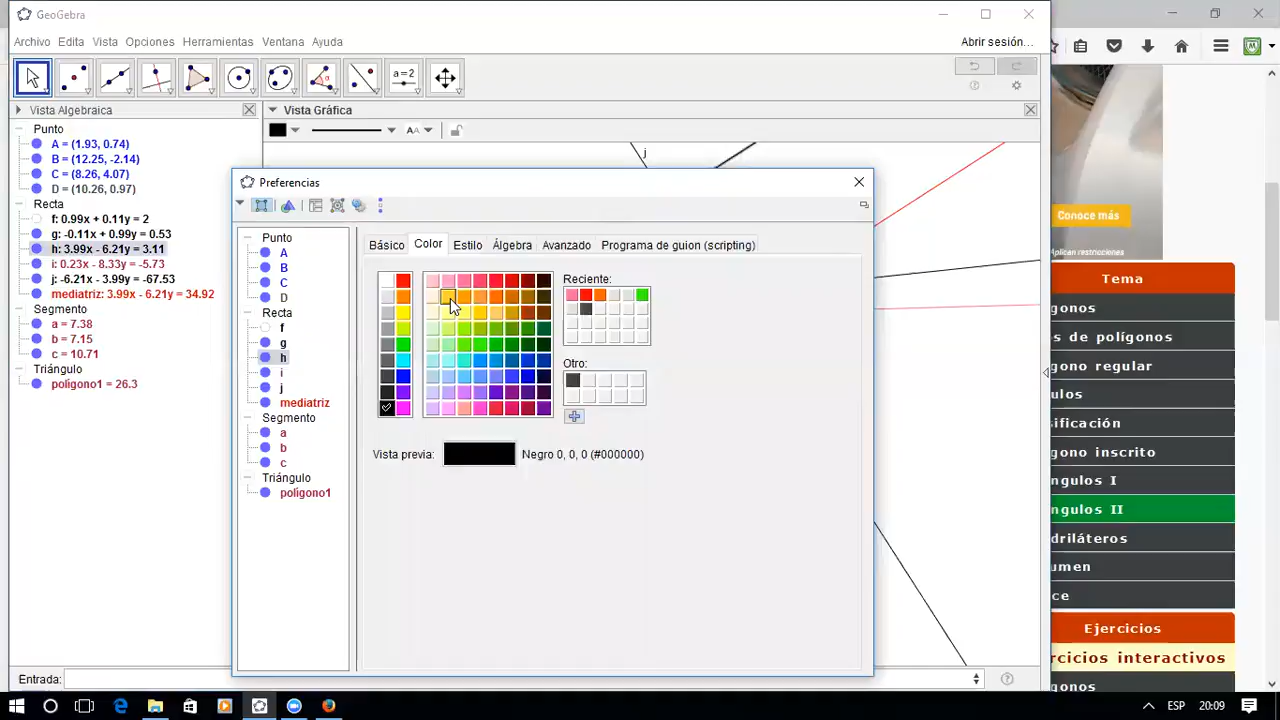 GeoGebra
Archivo Edita Vista Opciones Herramientas Ventana Ayuda
Abrir sesión...
a=2
Vista Algebraica
Vista Gráfica
Punto
A = (1.93, 0.74)
B = (12.25, -2.14)
C = (8.26, 4.07)
D = (10.26, 0.97)
Recta
f: 0.99x + 0.11y = 2
g: -0.11x + 0.99y = 0.53
h: 3.99x - 6.21y = 3.11
i: 0.23x - 8.33y = -5.73
j: -6.21x - 3.99y = -67.53
mediatriz: 3.99x - 6.21y = 34.92
Segmento
a = 7.38
b = 7.15
c = 10.71
Triángulo
polígono1 = 26.3
AA
j
Preferencias
Punto
A
B
C
D
Recta
f
g
h
i
j
mediatriz
Segmento
a
b
c
Triángulo
polígono1
Básico Color Estilo Álgebra Avanzado Programa de guion (scripting)
Reciente:
Otro:
Vista previa:
Negro 0, 0, 0 (#000000)
Entrada:
Conoce más
Aplican restricciones
Tema
gonos
s de polígonos
gono regular
ulos
sificación
gono inscrito
ngulos I
ngulos II
driláteros
umen
ce
Ejercicios
rcicios interactivos
gonos
ESP
20:09